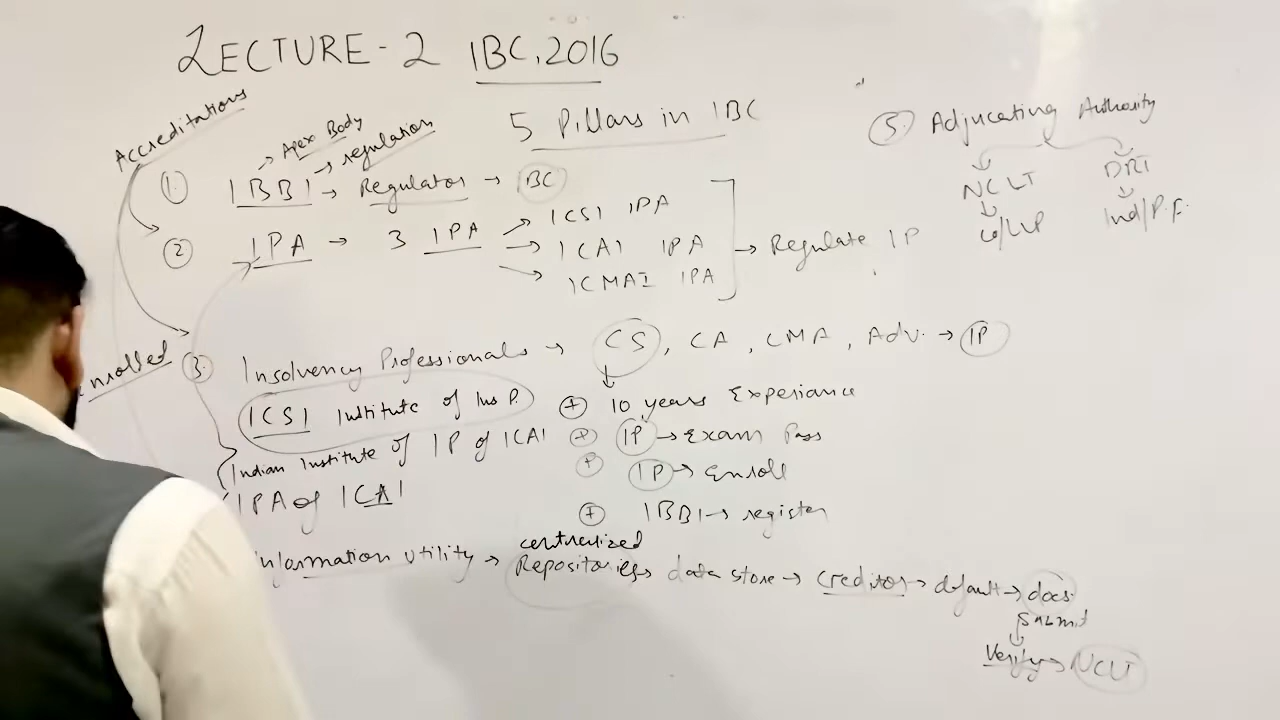 LECTURE - 2 IBC, 2016
5 Pillars in IBC
Accreditations
→ Apex Body
→ regulation
1. IBBI → Regulator → IBC
2 IPA → 3 IPA → ICSI IPA
→ ICAI IPA
→ ICMAI IPA
→ Regulate IP
enrolled
3. Insolvency Professionals → CS, CA, CMA, Adv. → IP
ICSI Institute of Ins P.
Indian Institute of IP of ICAI
IPA of ICAI
+ 10 years Experiance
+ IP → Exam Pass
+ IP → Enroll
+ IBBI → register
Information utility → centralized Repositories → data store → creditor → default → docs.
submit
Verify → NCLT
5. Adjucating Authority
NCLT DRT
Co/LLP Ind/P.F.